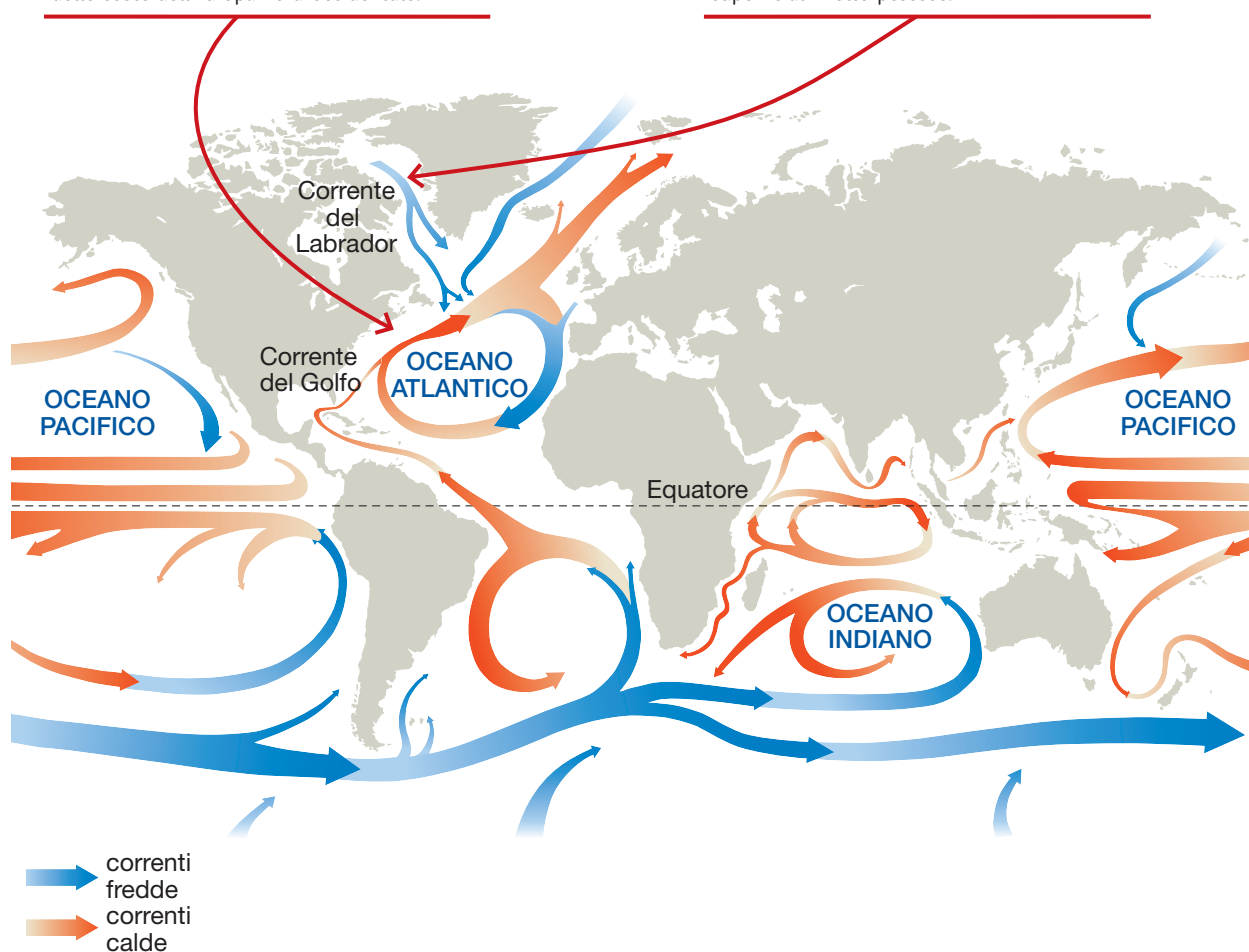 Corrente
del
Labrador
Corrente
del Golfo
OCEANO
ATLANTICO
OCEANO
PACIFICO
OCEANO
PACIFICO
Equatore
OCEANO
INDIANO
correnti
fredde
correnti
calde